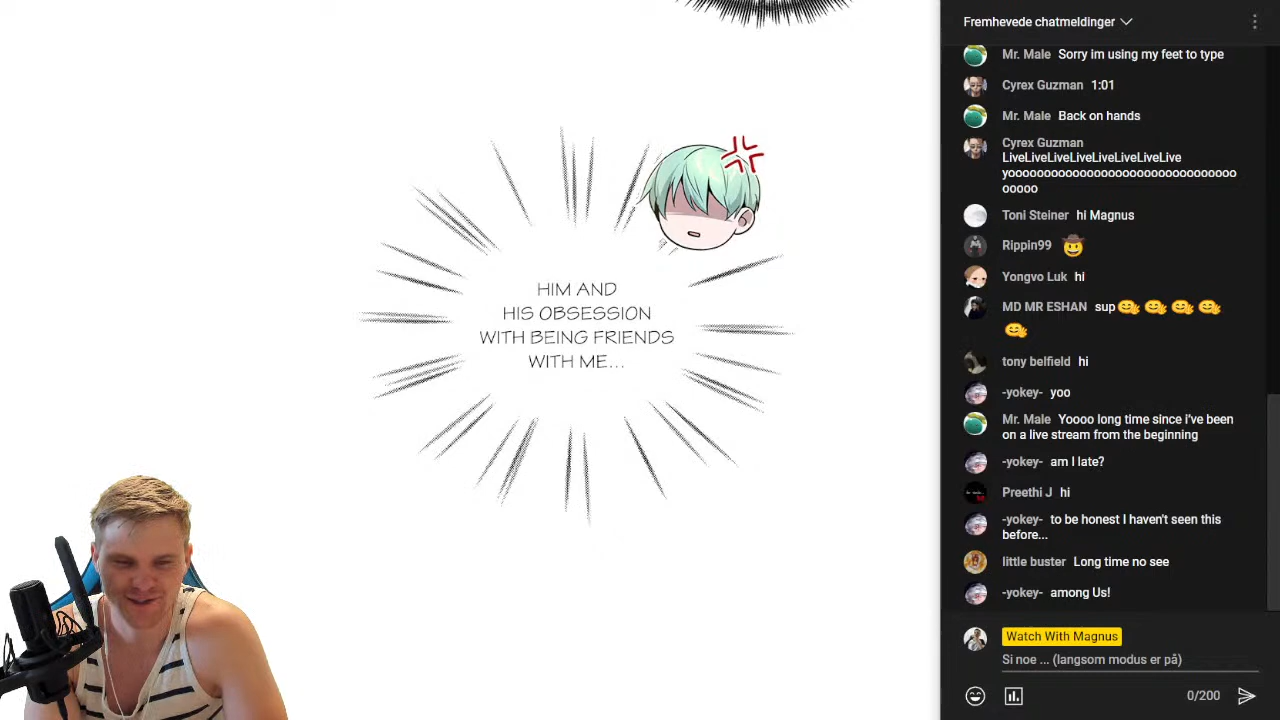 HIM AND
HIS OBSESSION
WITH BEING FRIENDS
WITH ME...
Fremhevede chatmeldinger
Mr. Male Sorry im using my feet to type
Cyrex Guzman 1:01
Mr. Male Back on hands
Cyrex Guzman
LiveLiveLiveLiveLiveLiveLiveLive
yoooooooooooooooooooooooooooooo
ooooo
Toni Steiner hi Magnus
Rippin99 🤠
Yongvo Luk hi
MD MR ESHAN sup🤗🤗🤗🤗
🤗
tony belfield hi
-yokey- yoo
Mr. Male Yoooo long time since i've been
on a live stream from the beginning
-yokey- am I late?
Preethi J hi
-yokey- to be honest I haven't seen this
before...
little buster Long time no see
-yokey- among Us!
Watch With Magnus
Si noe ... (langsom modus er på)
0/200